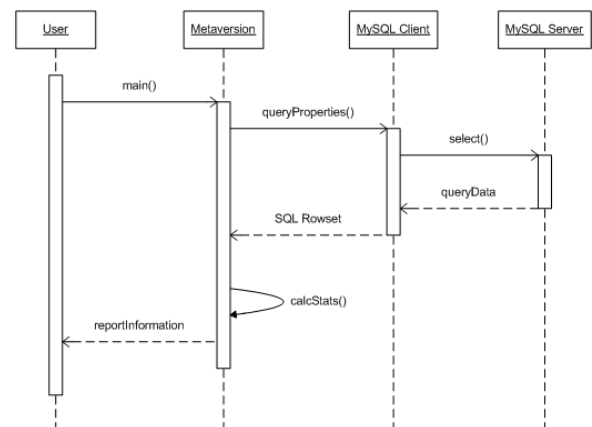 User
Metaversion
MySQL Client
MySQL Server
main()
queryProperties()
select()
queryData
SQL Rowset
calcStats()
reportInformation